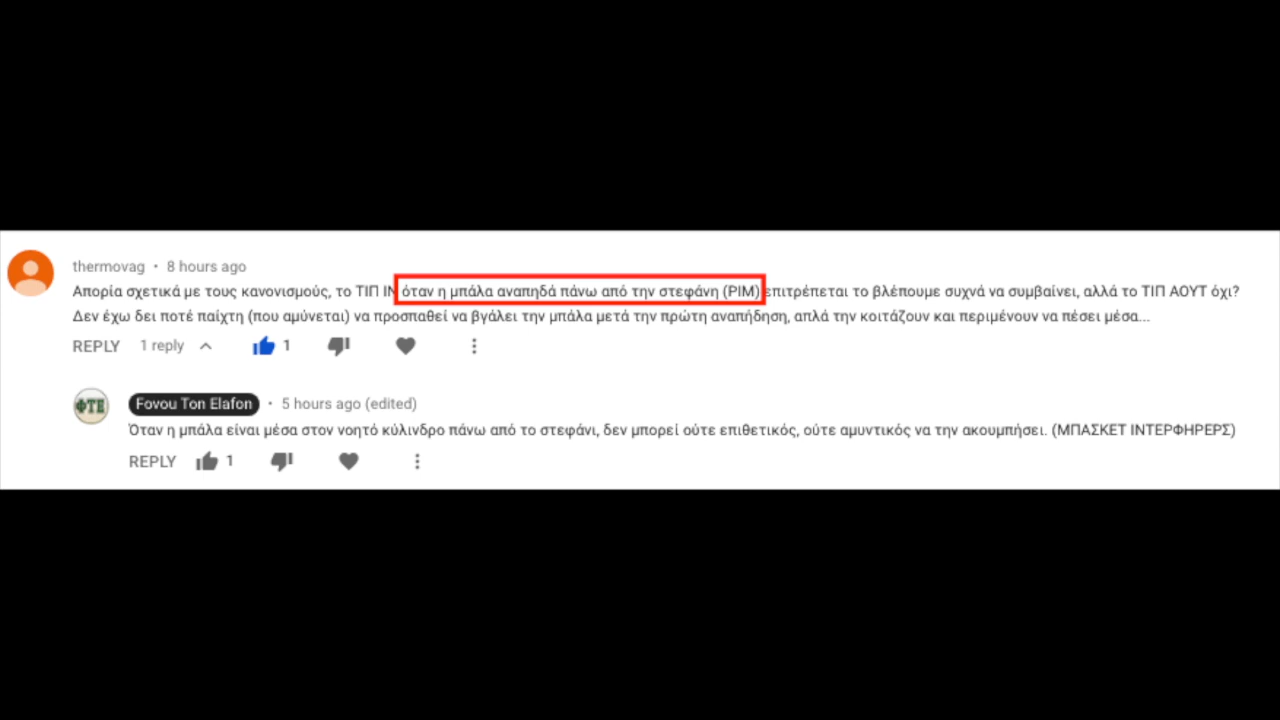 thermovag • 8 hours ago
Απορία σχετικά με τους κανονισμούς, το ΤΙΠ ΙΝ όταν η μπάλα αναπηδά πάνω από την στεφάνη (ΡΙΜ) επιτρέπεται το βλέπουμε συχνά να συμβαίνει, αλλά το ΤΙΠ ΑΟΥΤ όχι?
Δεν έχω δει ποτέ παίχτη (που αμύνεται) να προσπαθεί να βγάλει την μπάλα μετά την πρώτη αναπήδηση, απλά την κοιτάζουν και περιμένουν να πέσει μέσα...
REPLY 1 reply 1
ΦΤΕ Fovou Ton Elafon • 5 hours ago (edited)
Όταν η μπάλα είναι μέσα στον νοητό κύλινδρο πάνω από το στεφάνι, δεν μπορεί ούτε επιθετικός, ούτε αμυντικός να την ακουμπήσει. (ΜΠΑΣΚΕΤ ΙΝΤΕΡΦΗΡΕΡΣ)
REPLY 1